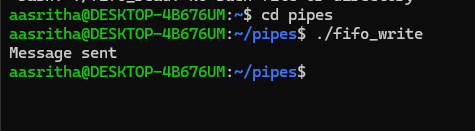 aasritha@DESKTOP-4B676UM:~$ cd pipes
aasritha@DESKTOP-4B676UM:~/pipes$ ./fifo_write
Message sent
aasritha@DESKTOP-4B676UM:~/pipes$